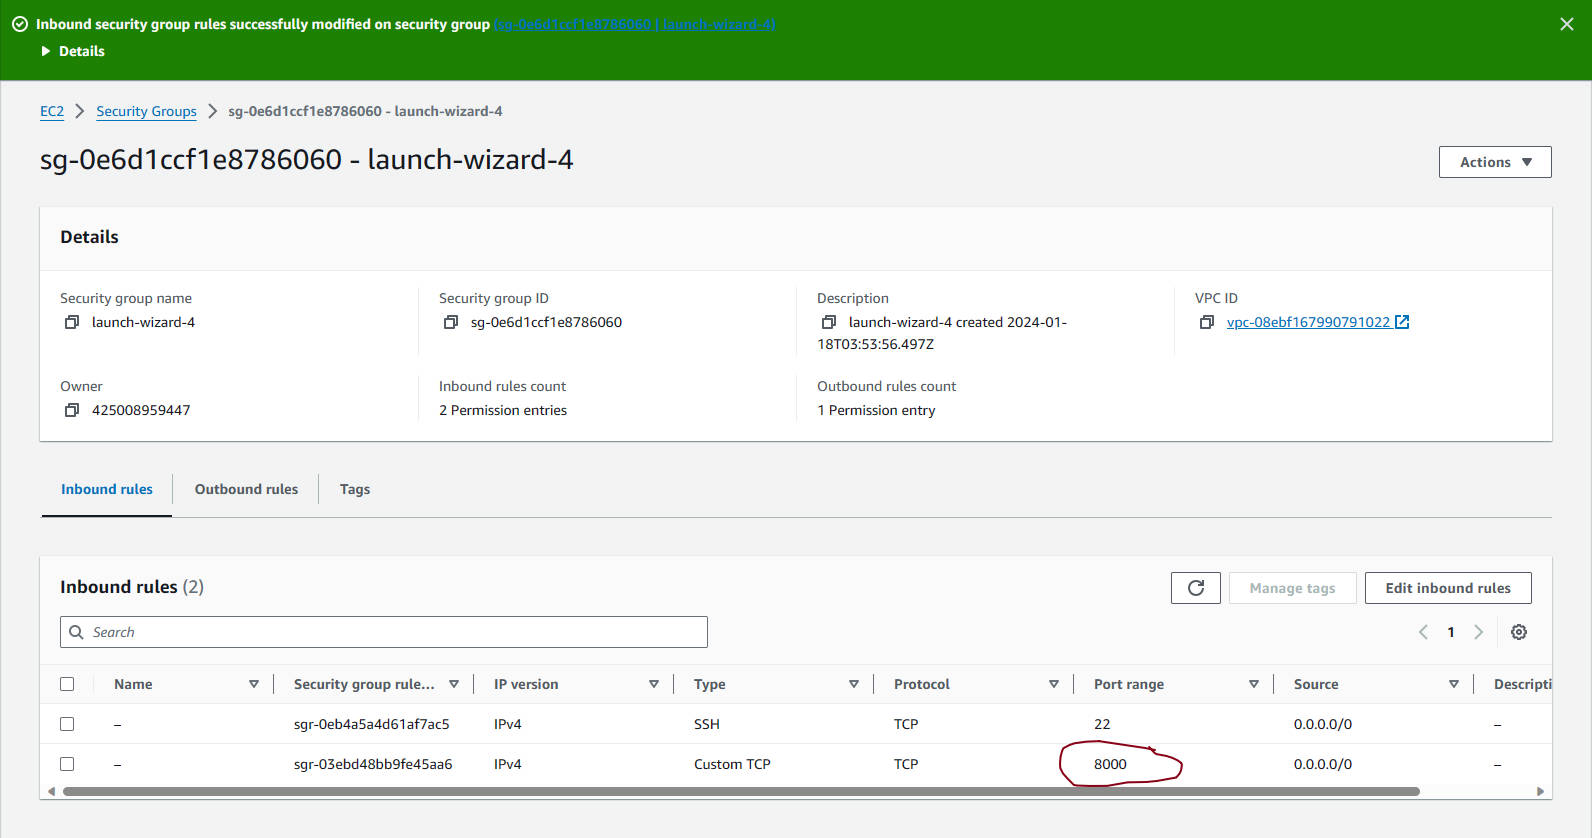 Inbound security group rules successfully modified on security group (sg-0e6d1ccf1e8786060 | launch-wizard-4)
Details
EC2 > Security Groups > sg-0e6d1ccf1e8786060 - launch-wizard-4
sg-0e6d1ccf1e8786060 - launch-wizard-4
Actions
Details
Security group name
launch-wizard-4
Security group ID
sg-0e6d1ccf1e8786060
Description
launch-wizard-4 created 2024-01-
18T03:53:56.497Z
VPC ID
vpc-08ebf167990791022
Owner
425008959447
Inbound rules count
2 Permission entries
Outbound rules count
1 Permission entry
Inbound rules Outbound rules Tags
Inbound rules (2)
Manage tags Edit inbound rules
Search
1
Name Security group rule... IP version Type Protocol Port range Source Descripti
– sgr-0eb4a5a4d61af7ac5 IPv4 SSH TCP 22 0.0.0.0/0 –
– sgr-03ebd48bb9fe45aa6 IPv4 Custom TCP TCP 8000 0.0.0.0/0 –